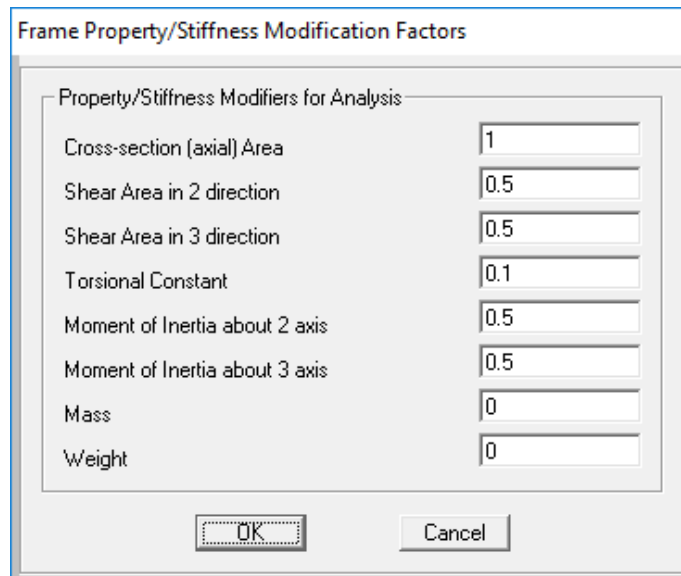 Frame Property/Stiffness Modification Factors
Property/Stiffness Modifiers for Analysis
Cross-section (axial) Area 1
Shear Area in 2 direction 0.5
Shear Area in 3 direction 0.5
Torsional Constant 0.1
Moment of Inertia about 2 axis 0.5
Moment of Inertia about 3 axis 0.5
Mass 0
Weight 0
OK Cancel